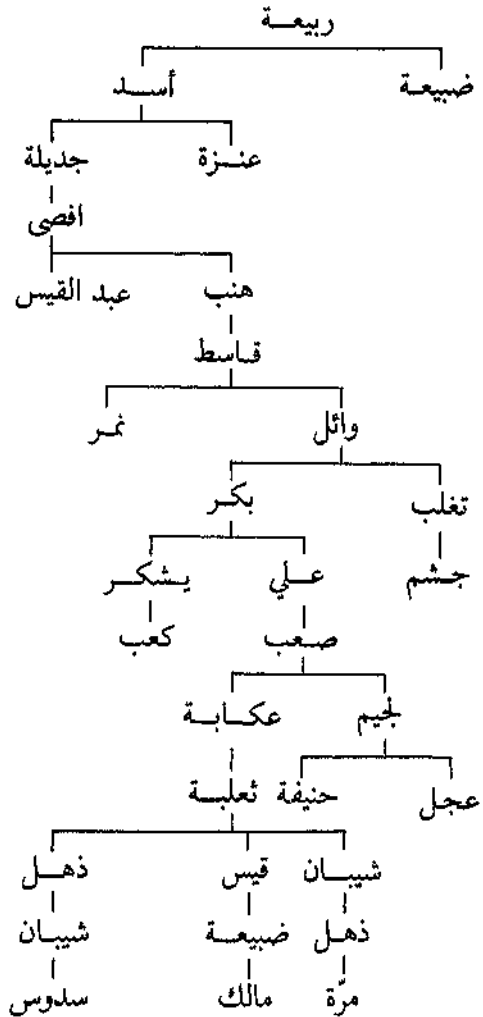 ربيعة
ضبيعة أسد
عنزة جديلة
افصى
هنب عبد القيس
قاسط
وائل نمر
تغلب بكر
جشم علي يشكر
صعب كعب
لجيم عكابة
عجل حنيفة ثعلبة
شيبان قيس ذهل
ذهل ضبيعة شيبان
مرّة مالك سدوس